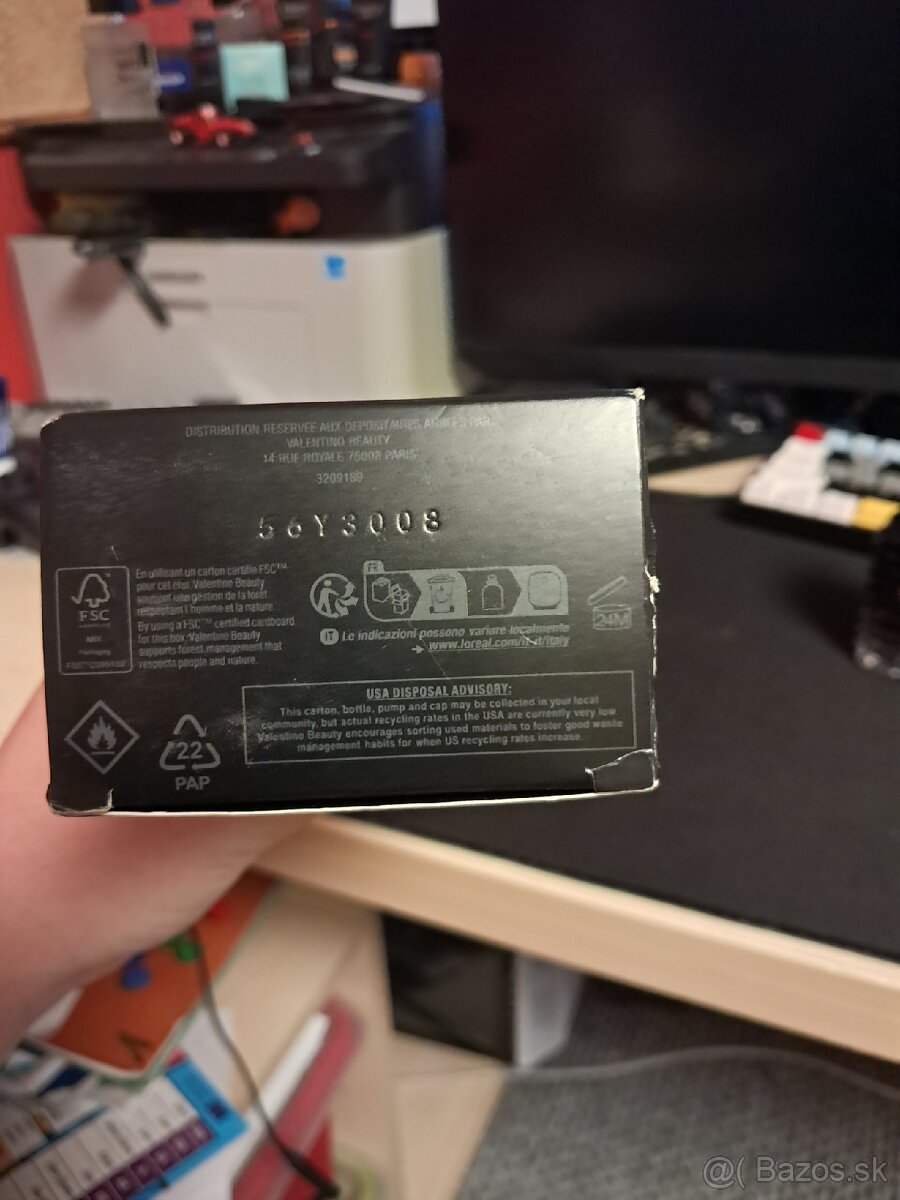 DISTRIBUTION RESERVEE AUX DEPOSITAIRES AGREES PAR
VALENTINO BEAUTY
14 RUE ROYALE 75008 PARIS
3209189
56Y3008
FSC
En utilisant un carton certifié FSC™
pour cet étui, Valentino Beauty
soutient une gestion de la forêt
respectant l'homme et la nature.
By using a FSC™ certified cardboard
for this box, Valentino Beauty
supports forest management that
respects people and nature.
FR
IT Le indicazioni possono variare localmente
24M
USA DISPOSAL ADVISORY:
This carton, bottle, pump and cap may be collected in your local
community, but actual recycling rates in the USA are currently very low
Valentino Beauty encourages sorting used materials to foster good waste
management habits for when US recycling rates increase.
22
PAP
@( Bazos.sk